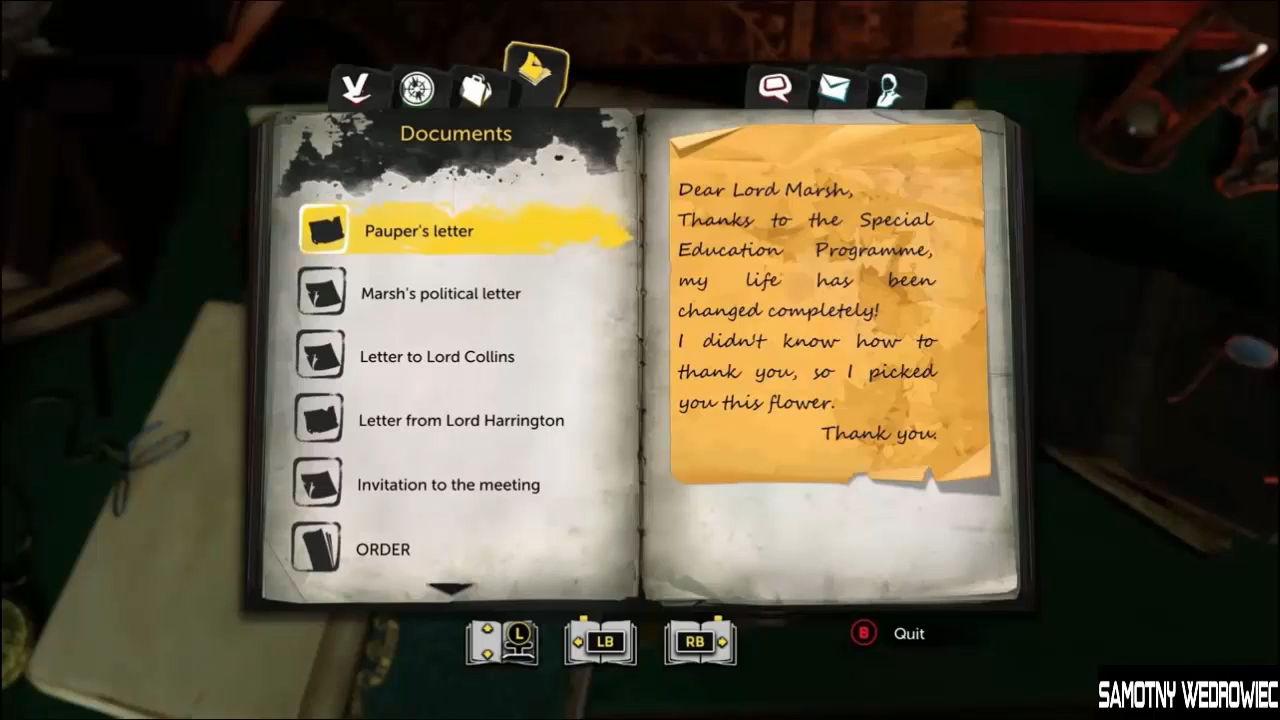 Documents
Pauper's letter
Marsh's political letter
Letter to Lord Collins
Letter from Lord Harrington
Invitation to the meeting
ORDER
Dear Lord Marsh,
Thanks to the Special
Education Programme,
my life has been
changed completely!
I didn't know how to
thank you, so I picked
you this flower.
Thank you.
L
LB
RB
B Quit
SAMOTNY WEDROWIEC